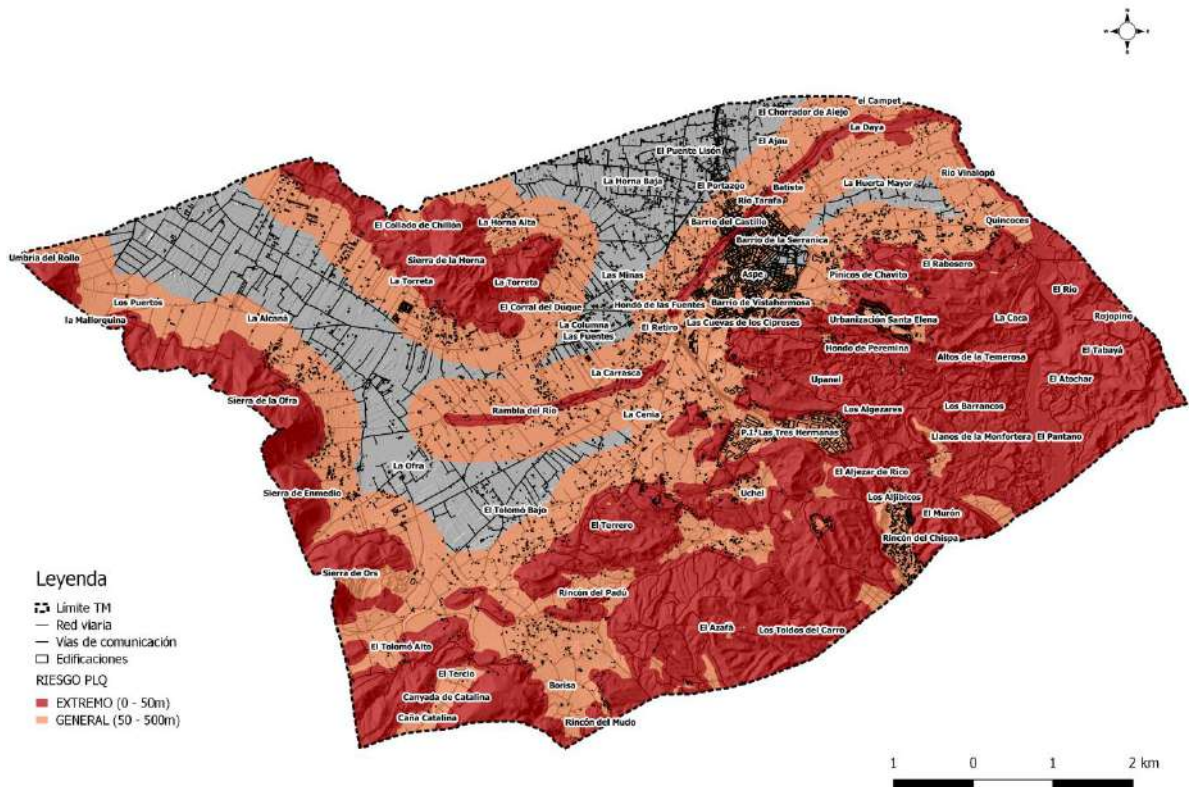 N
W
E
S
el Campet
El Chorrador de Alejo
La Daya
El Ajau
El Puente Lisón
Río Vinalopó
La Horna Baja
El Portazgo
Batiste
La Huerta Mayor
Río Tarafa
Quincoces
El Collado de Chillón
La Horna Alta
Barrio del Castillo
Barrio de la Serranica
Umbría del Rollo
Sierra de la Horna
El Rabosero
Las Minas
Aspe
Pinicos de Chavito
La Torreta
La Torreta
El Río
Los Puertos
El Corral del Duque
Hondó de las Fuentes
Barrio de Vistahermosa
La Mallorquina
La Alcaná
La Columna
El Retiro
Las Cuevas de los Cipreses
Urbanización Santa Elena
La Coca
Rojopino
Las Fuentes
Hondo de Peremina
Altos de la Temerosa
El Tabayá
La Carrasca
Upanel
El Atochar
Sierra de la Ofra
Rambla del Río
La Cenia
Los Algezares
Los Barrancos
P.I. Las Tres Hermanas
Llanos de la Monfortera
El Pantano
La Ofra
El Aljezar de Rico
Sierra de Enmedio
Uchel
Los Aljibicos
El Tolomó Bajo
El Murón
El Terrero
Rincón del Chispa
Sierra de Ors
Rincón del Padú
El Azafá
Los Toldos del Carro
El Tolomó Alto
El Tercio
Borisa
Canyada de Catalina
Caña Catalina
Rincón del Mudo
Leyenda
Límite TM
Red viaria
Vías de comunicación
Edificaciones
RIESGO PLQ
EXTREMO (0 - 50m)
GENERAL (50 - 500m)
1 0 1 2 km